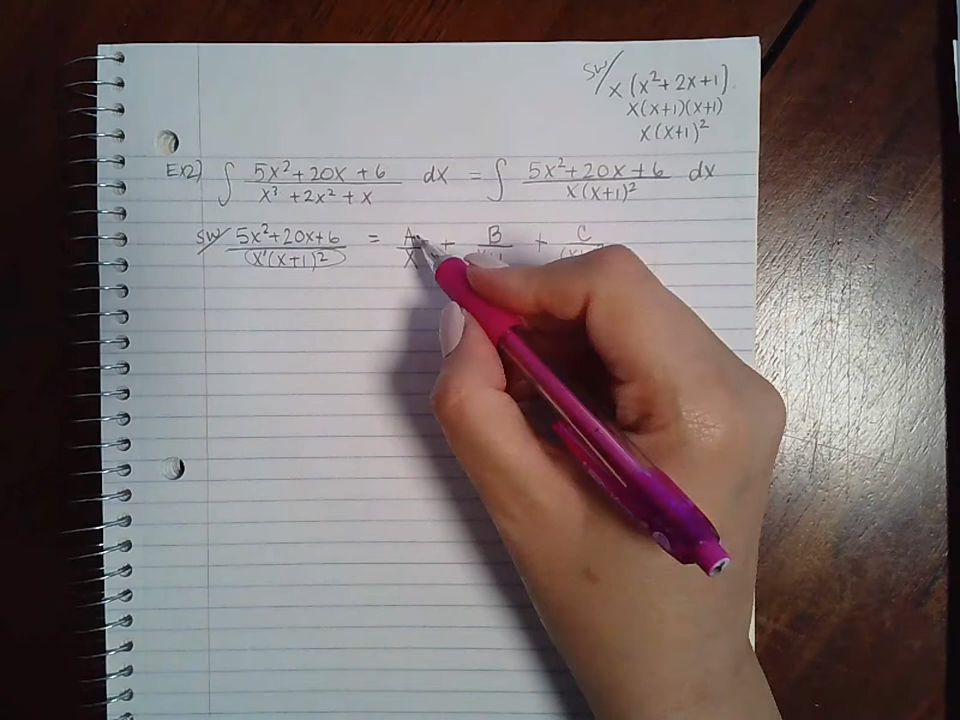 SW/ x(x²+2x+1)
x(x+1)(x+1)
x(x+1)²
Ex2) ∫ (5x²+20x+6)/(x³+2x²+x) dx = ∫ (5x²+20x+6)/(x(x+1)²) dx
SW/ (5x²+20x+6)/(x¹(x+1)²) = A/x + B/ + C/